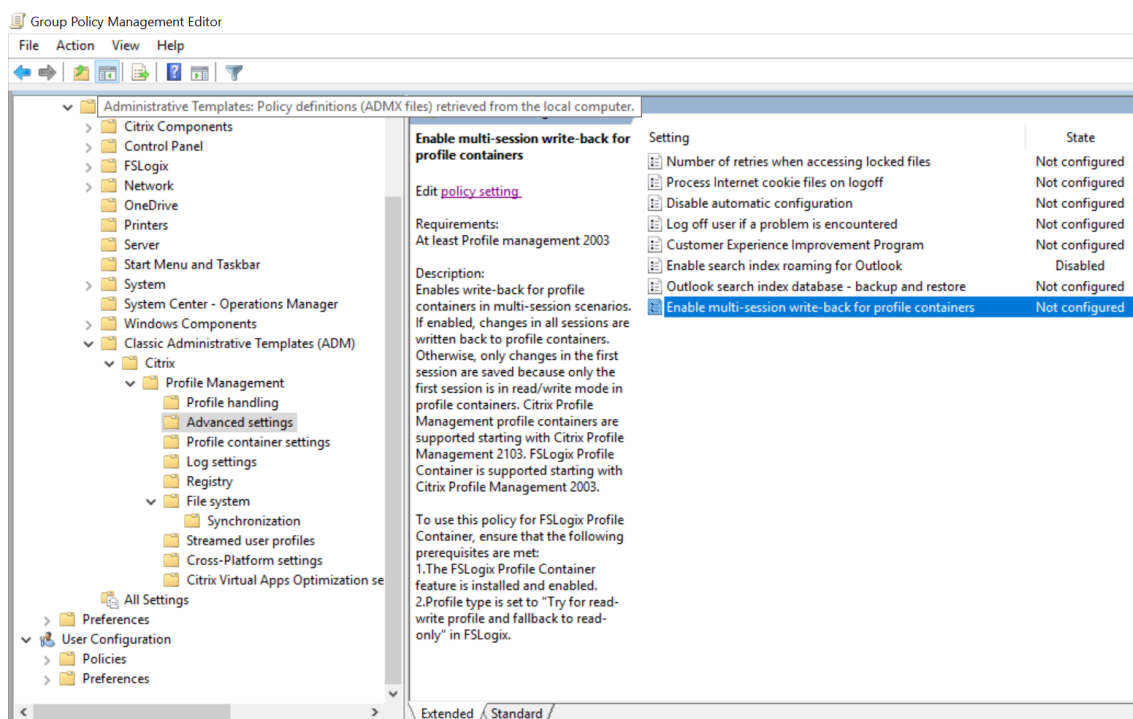 Group Policy Management Editor
File Action View Help
Administrative Templates: Policy definitions (ADMX files) retrieved from the local computer.
Citrix Components
Control Panel
FSLogix
Network
OneDrive
Printers
Server
Start Menu and Taskbar
System
System Center - Operations Manager
Windows Components
Classic Administrative Templates (ADM)
Citrix
Profile Management
Profile handling
Advanced settings
Profile container settings
Log settings
Registry
File system
Synchronization
Streamed user profiles
Cross-Platform settings
Citrix Virtual Apps Optimization se
All Settings
Preferences
User Configuration
Policies
Preferences
Enable multi-session write-back for
profile containers
Edit policy setting
Requirements:
At least Profile management 2003
Description:
Enables write-back for profile
containers in multi-session scenarios.
If enabled, changes in all sessions are
written back to profile containers.
Otherwise, only changes in the first
session are saved because only the
first session is in read/write mode in
profile containers. Citrix Profile
Management profile containers are
supported starting with Citrix Profile
Management 2103. FSLogix Profile
Container is supported starting with
Citrix Profile Management 2003.
To use this policy for FSLogix Profile
Container, ensure that the following
prerequisites are met:
1.The FSLogix Profile Container
feature is installed and enabled.
2.Profile type is set to "Try for read-
write profile and fallback to read-
only" in FSLogix.
Setting State
Number of retries when accessing locked files Not configured
Process Internet cookie files on logoff Not configured
Disable automatic configuration Not configured
Log off user if a problem is encountered Not configured
Customer Experience Improvement Program Not configured
Enable search index roaming for Outlook Disabled
Outlook search index database - backup and restore Not configured
Enable multi-session write-back for profile containers Not configured
Extended Standard